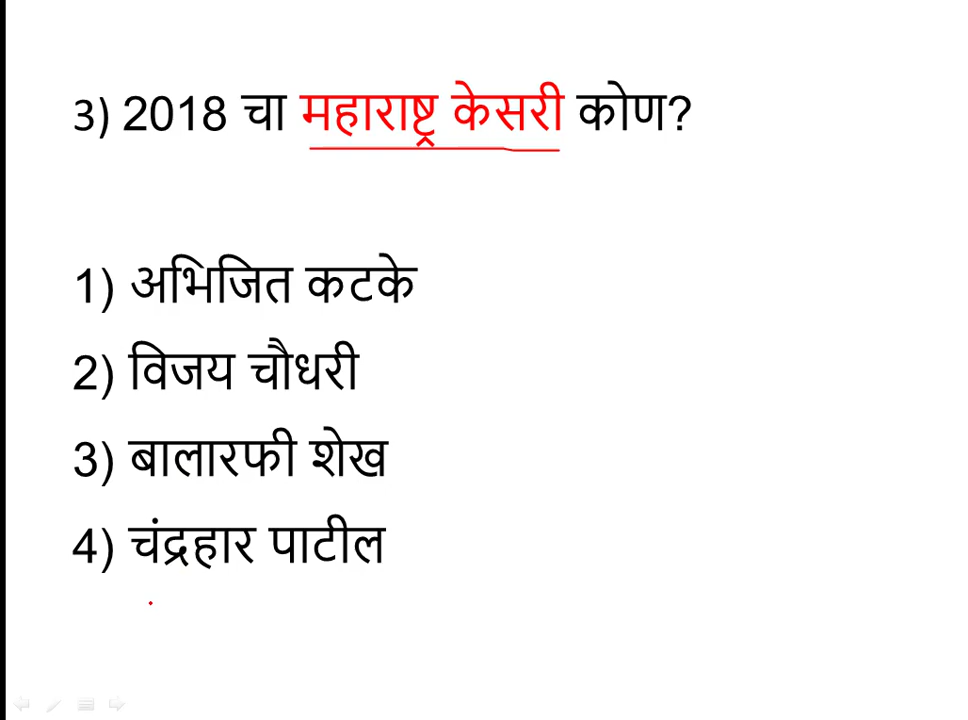 3) 2018 चा महाराष्ट्र केसरी कोण?
1) अभिजित कटके
2) विजय चौधरी
3) बालारफी शेख
4) चंद्रहार पाटील